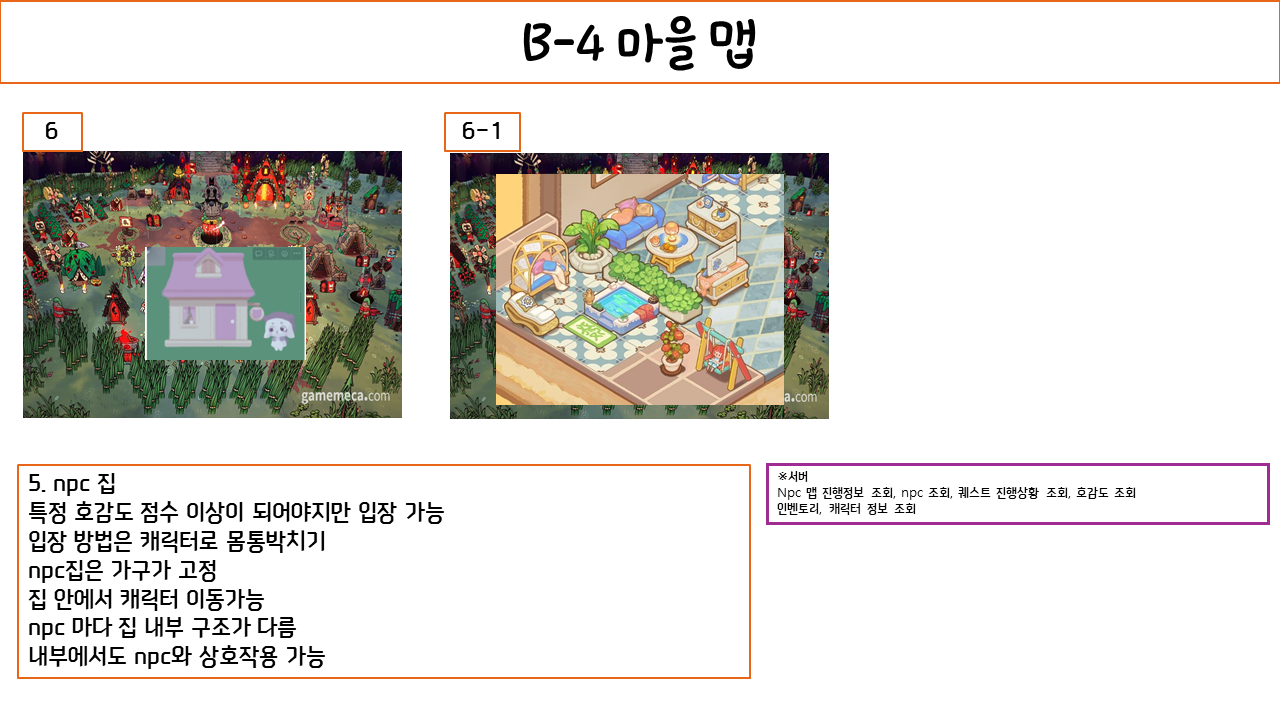 B-4 마을 맵
6
6-1
gamemeca.com
a.com
5. npc 집
특정 호감도 점수 이상이 되어야지만 입장 가능
입장 방법은 캐릭터로 몸통박치기
npc집은 가구가 고정
집 안에서 캐릭터 이동가능
npc 마다 집 내부 구조가 다름
내부에서도 npc와 상호작용 가능
※서버
Npc 맵 진행정보 조회, npc 조회, 퀘스트 진행상황 조회, 호감도 조회
인벤토리, 캐릭터 정보 조회